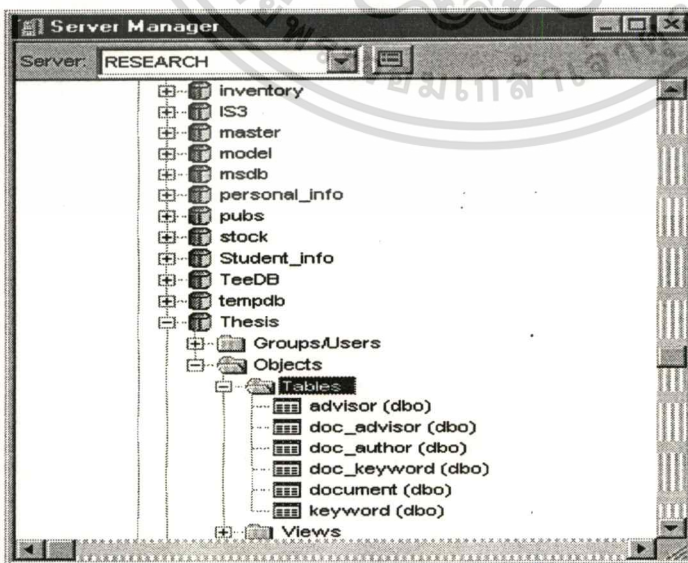 Server Manager
Server: RESEARCH
inventory
IS3
master
model
msdb
personal_info
pubs
stock
Student_info
TeeDB
tempdb
Thesis
Groups/Users
Objects
Tables
advisor (dbo)
doc_advisor (dbo)
doc_author (dbo)
doc_keyword (dbo)
document (dbo)
keyword (dbo)
Views